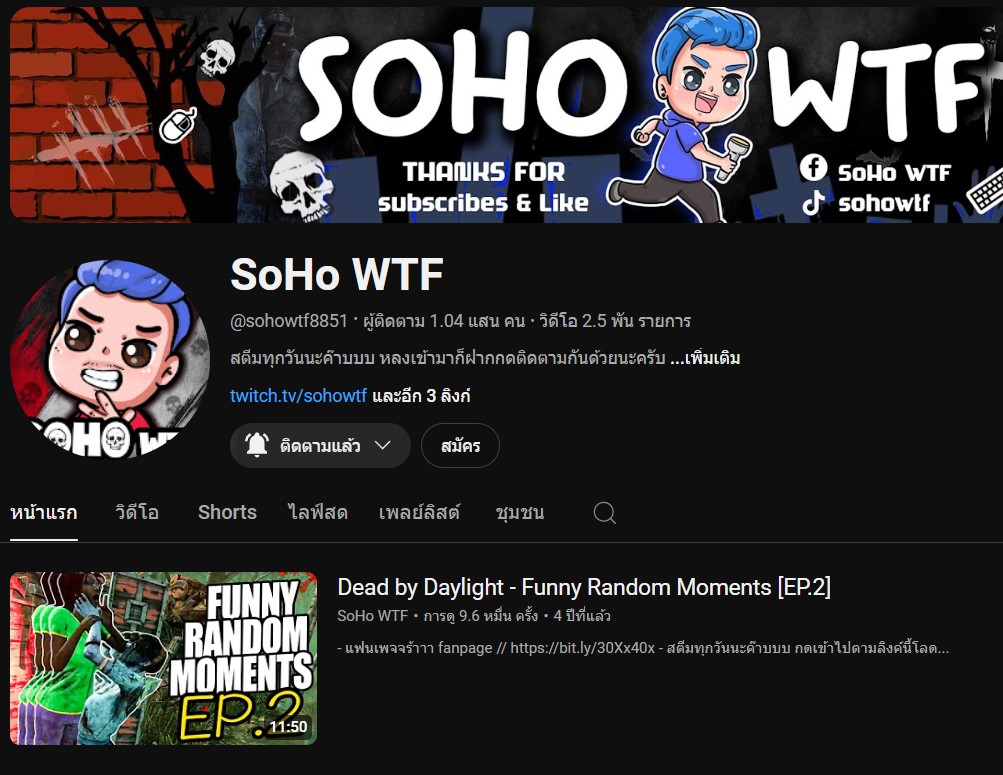 SOHO WTF
THANKS FOR
subscribes & Like
SoHo WTF
sohowtf
SOHO WT
SoHo WTF
@sohowtf8851 · ผู้ติดตาม 1.04 แสน คน · วิดีโอ 2.5 พัน รายการ
สตีมทุกวันนะค๊าบบบ หลงเข้ามาก็ฝากกดติดตามกันด้วยนะครับ ...เพิ่มเติม
twitch.tv/sohowtf และอีก 3 ลิงก์
ติดตามแล้ว สมัคร
หน้าแรก วิดีโอ Shorts ไลฟ์สด เพลย์ลิสต์ ชุมชน
FUNNY
RANDOM
MOMENTS
EP.2
11:50
Dead by Daylight - Funny Random Moments [EP.2]
SoHo WTF · การดู 9.6 หมื่น ครั้ง · 4 ปีที่แล้ว
- แฟนเพจจร้าาา fanpage // https://bit.ly/30Xx40x - สตีมทุกวันนะค๊าบบบ กดเข้าไปตามลิงค์นี้โลด...